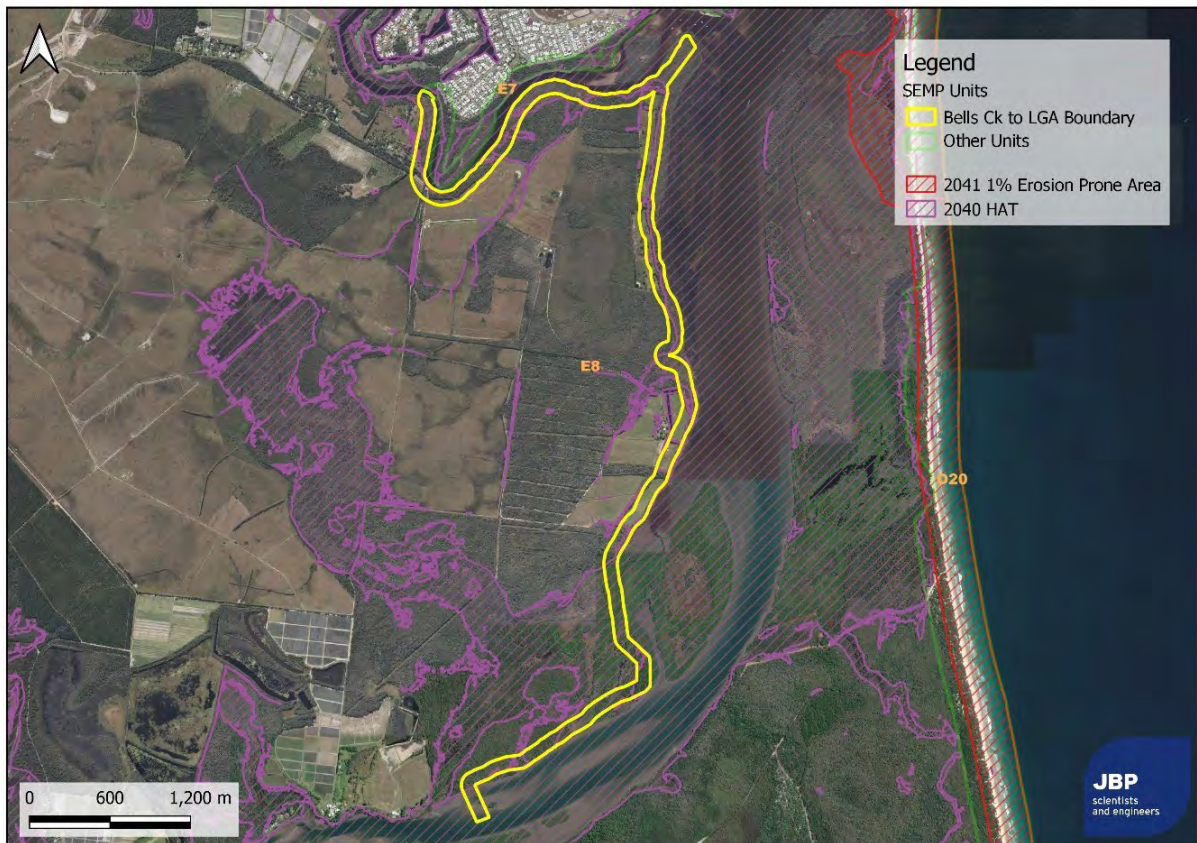 Legend
SEMP Units
Bells Ck to LGA Boundary
Other Units
2041 1% Erosion Prone Area
2040 HAT
E7
E8
D20
0 600 1,200 m
JBP
scientists
and engineers